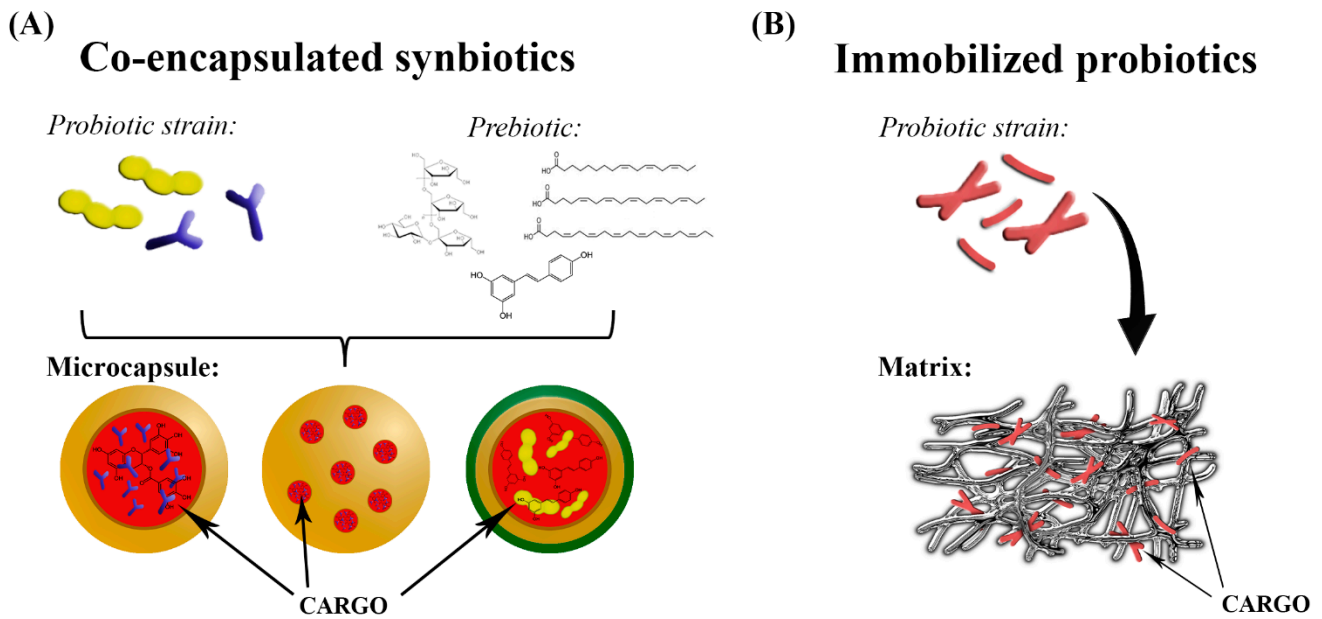 (A)
Co-encapsulated synbiotics
Probiotic strain:
Prebiotic:
Microcapsule:
CARGO
(B)
Immobilized probiotics
Probiotic strain:
Matrix:
CARGO